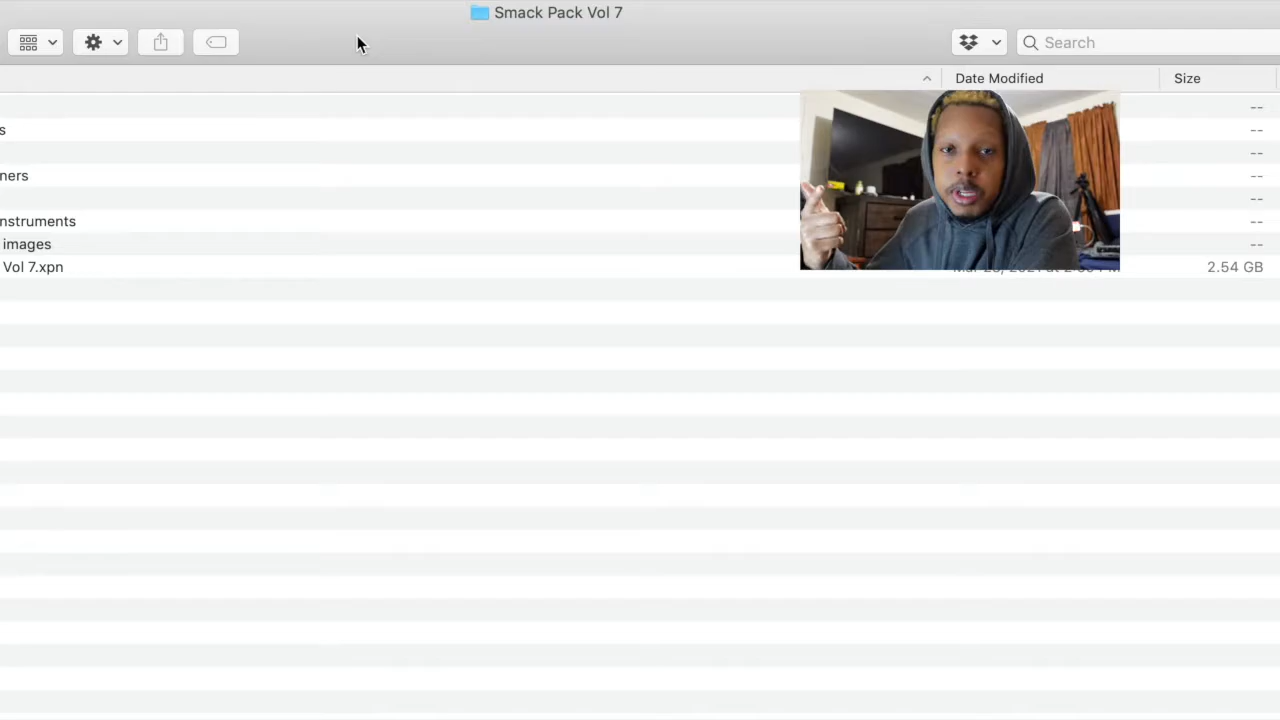 Smack Pack Vol 7
Search
Date Modified
Size
--
s
--
--
ners
--
--
nstruments
--
images
--
Vol 7.xpn
2.54 GB